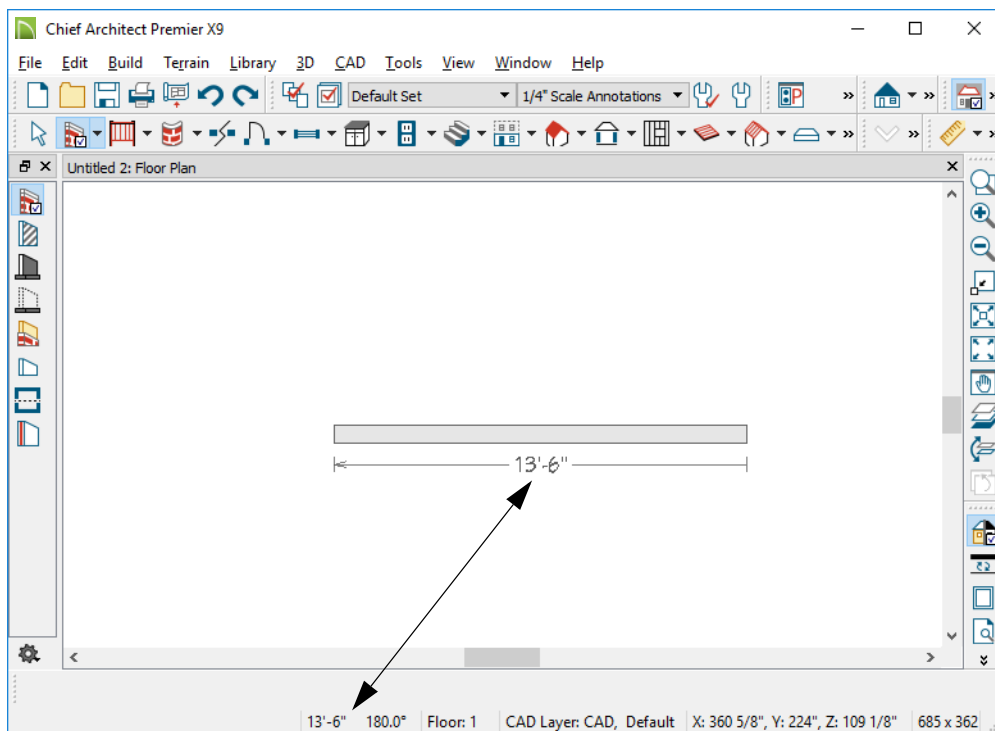 Chief Architect Premier X9
File Edit Build Terrain Library 3D CAD Tools View Window Help
Default Set 1/4" Scale Annotations P
Untitled 2: Floor Plan
13'-6"
13'-6" 180.0° Floor: 1 CAD Layer: CAD, Default X: 360 5/8", Y: 224", Z: 109 1/8" 685 x 362